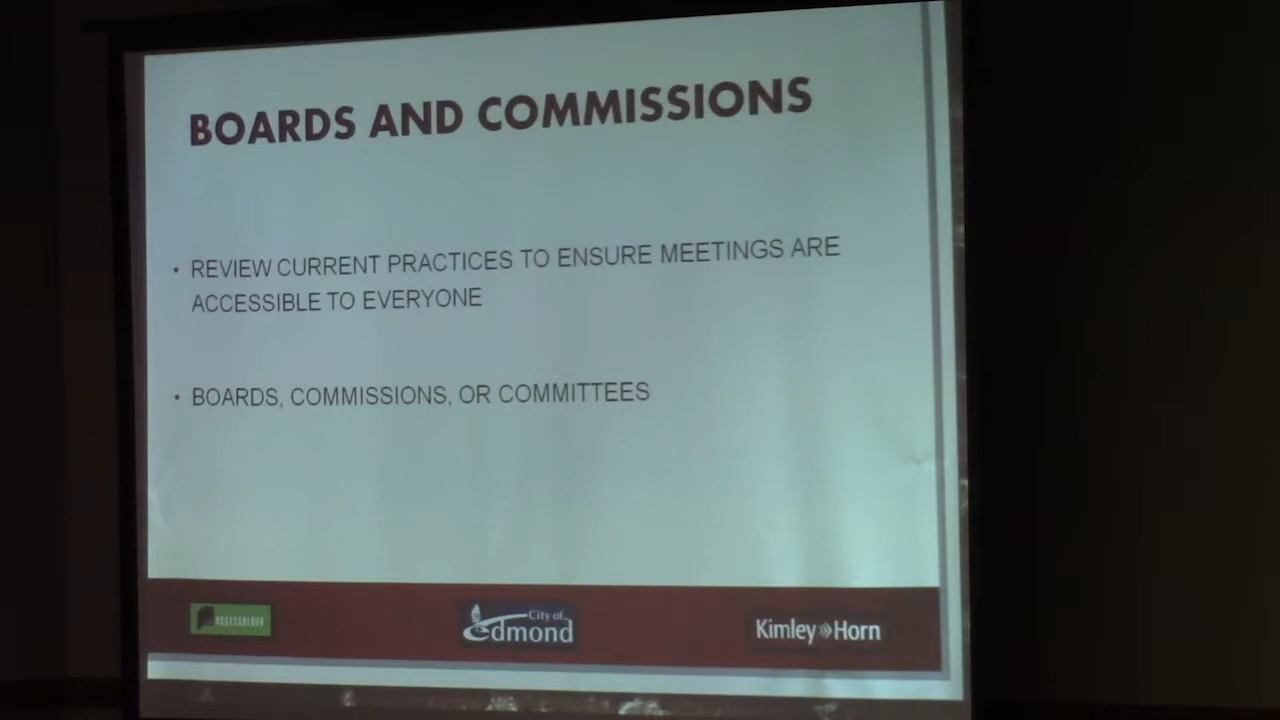 BOARDS AND COMMISSIONS
• REVIEW CURRENT PRACTICES TO ENSURE MEETINGS ARE
ACCESSIBLE TO EVERYONE
• BOARDS, COMMISSIONS, OR COMMITTEES
ACCESSOLOGY
City of
Edmond
Kimley»Horn